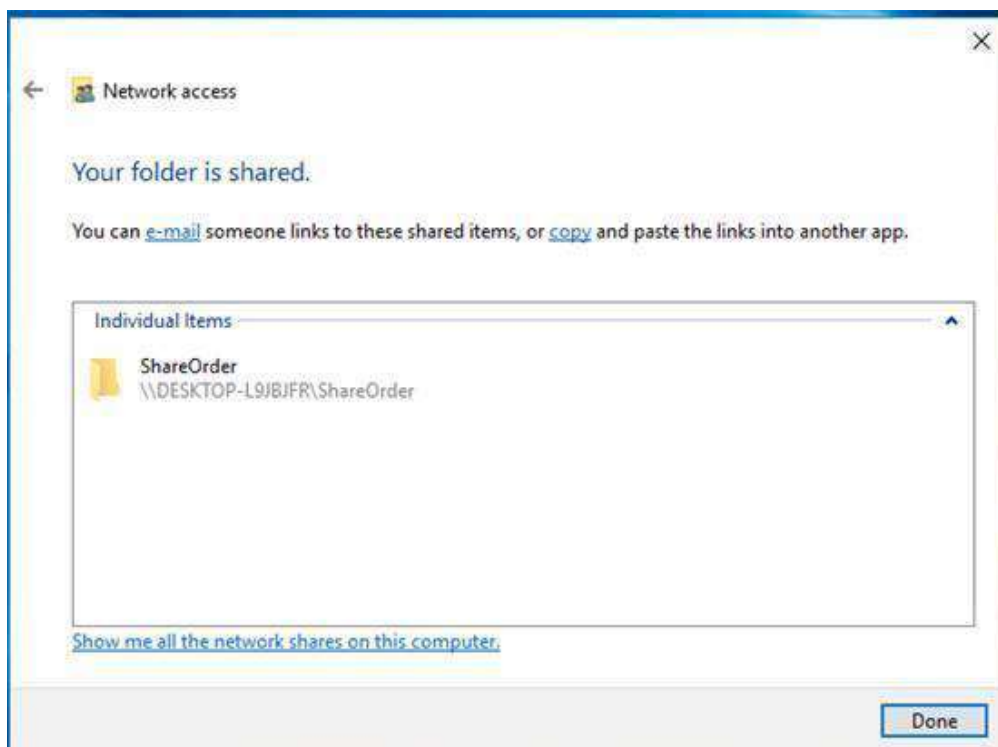 Network access
Your folder is shared.
You can e-mail someone links to these shared items, or copy and paste the links into another app.
Individual Items
ShareOrder
\\DESKTOP-L9JBJFR\ShareOrder
Show me all the network shares on this computer.
Done